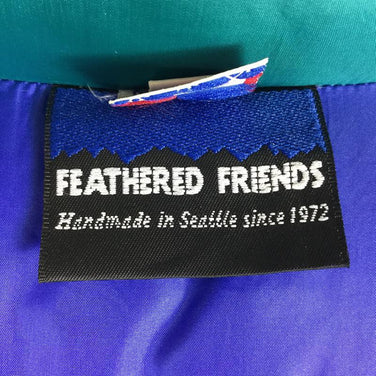 FEATHERED FRIENDS
Handmade in Seattle since 1972